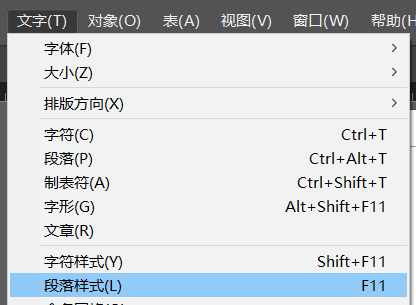 文字(T) 对象(O) 表(A) 视图(V) 窗口(W) 帮助(H
字体(F)
大小(Z)
排版方向(X)
字符(C) Ctrl+T
段落(P) Ctrl+Alt+T
制表符(A) Ctrl+Shift+T
字形(G) Alt+Shift+F11
文章(R)
字符样式(Y) Shift+F11
段落样式(L) F11